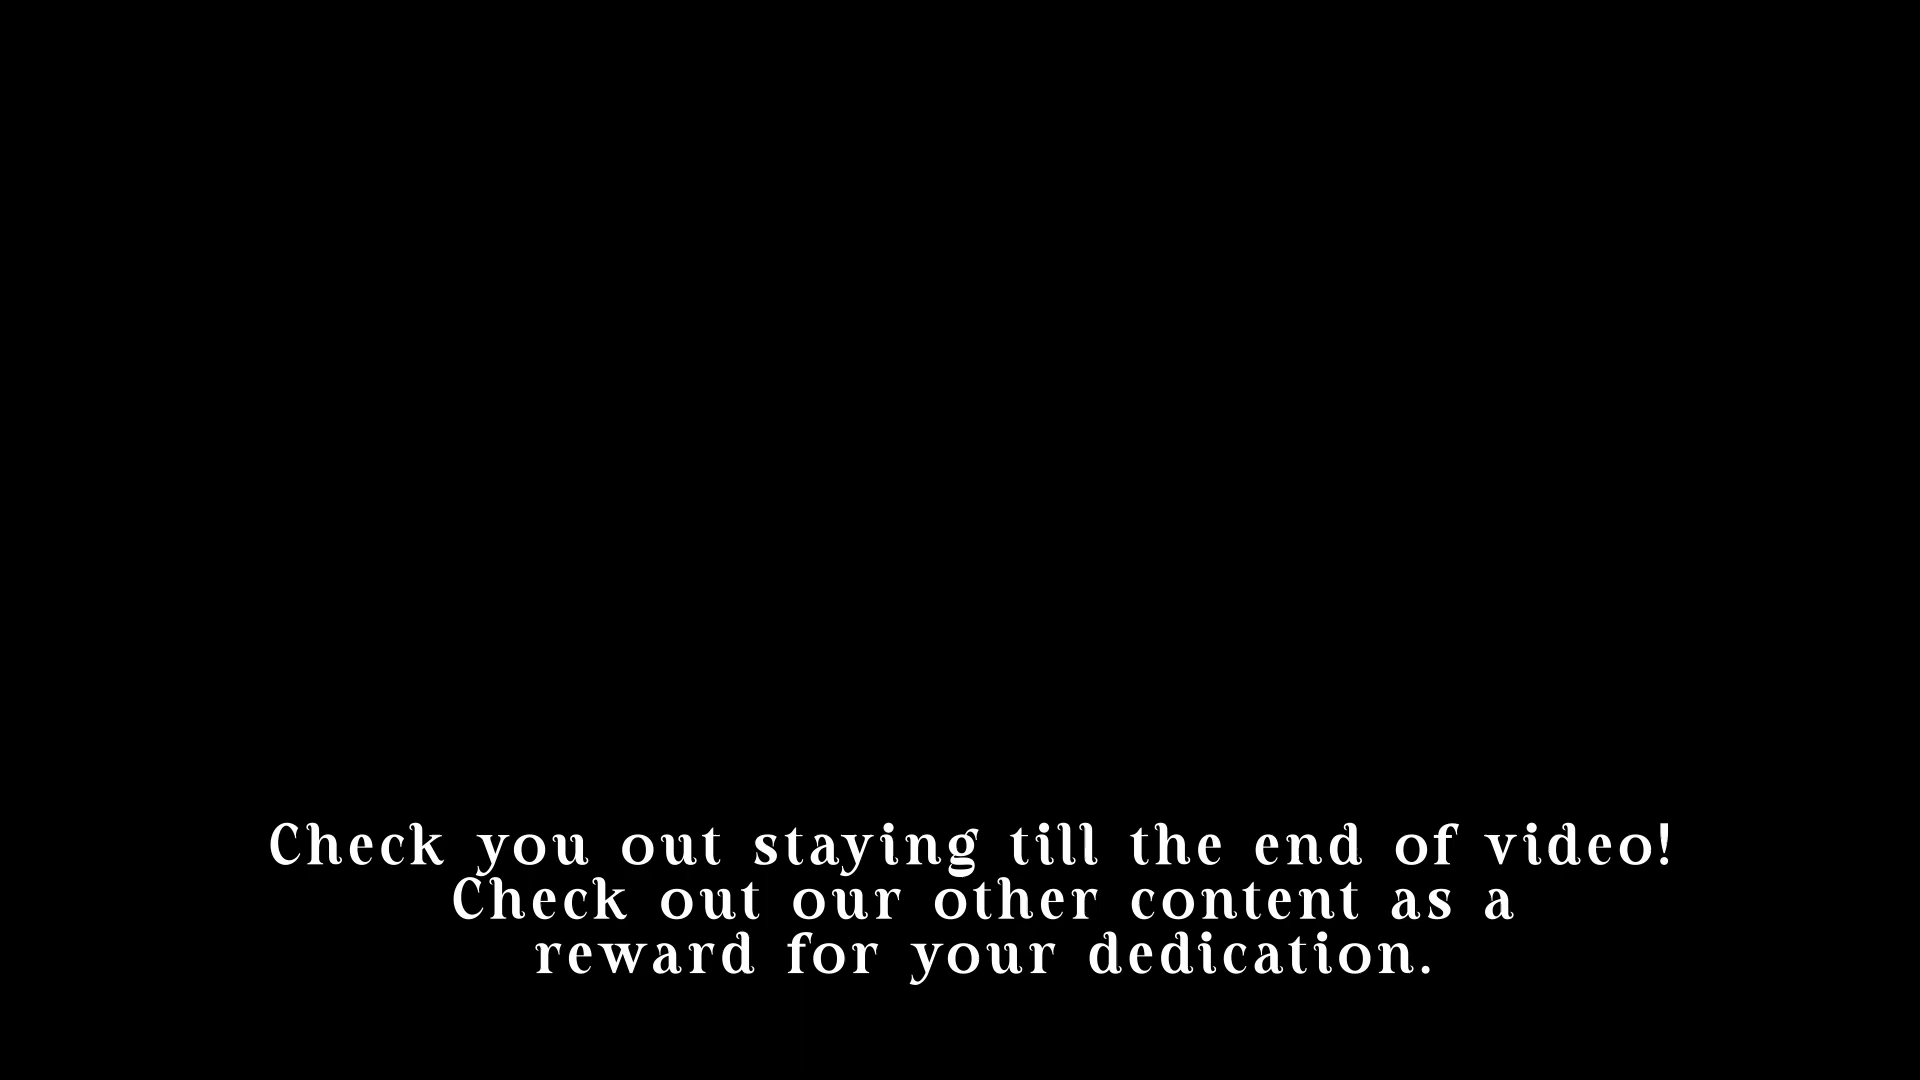 Check you out staying till the end of video!
Check out our other content as a
reward for your dedication.